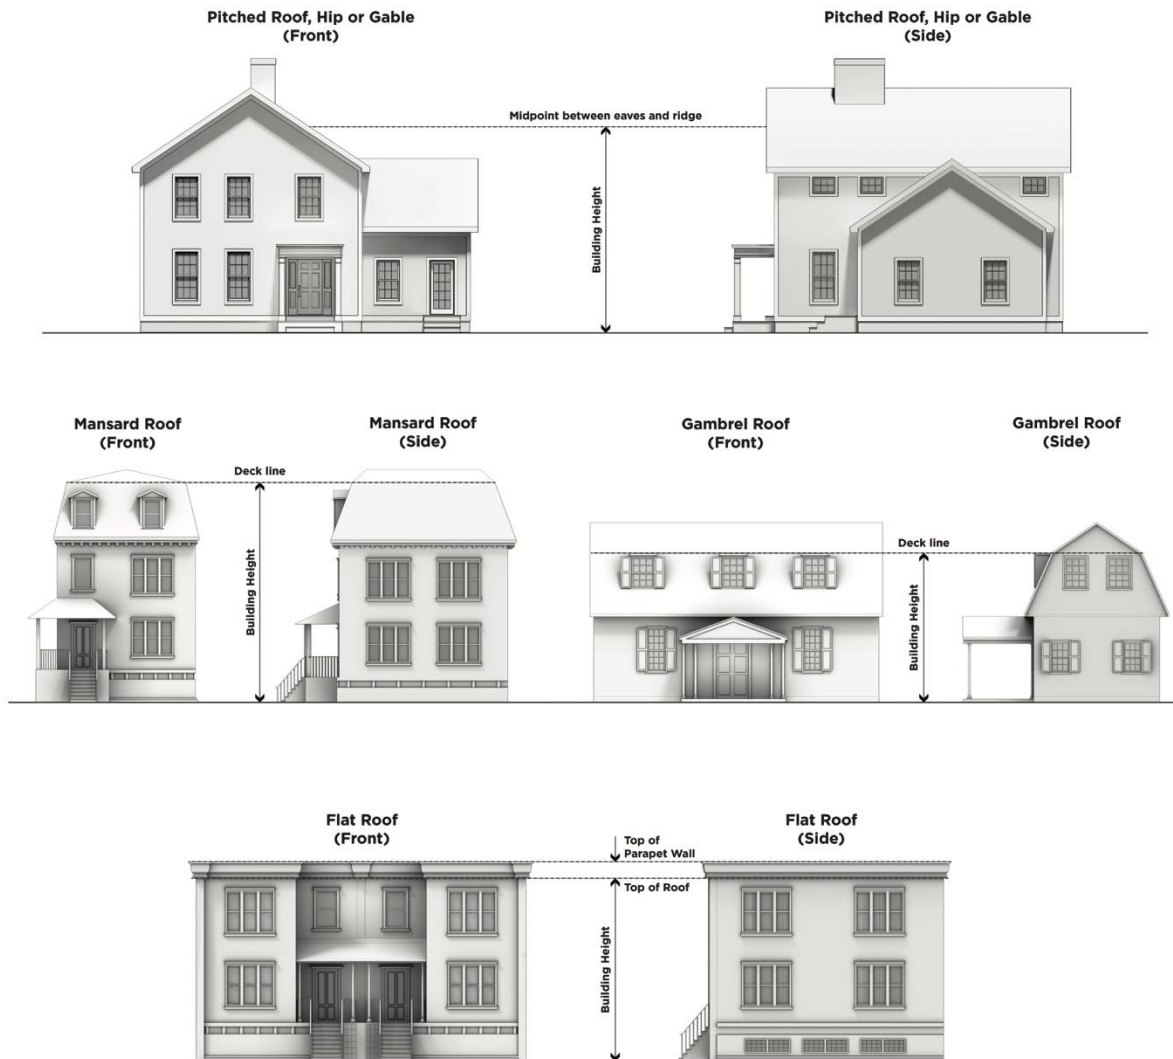 Pitched Roof, Hip or Gable
(Front)
Pitched Roof, Hip or Gable
(Side)
Midpoint between eaves and ridge
Building Height
Mansard Roof
(Front)
Mansard Roof
(Side)
Gambrel Roof
(Front)
Gambrel Roof
(Side)
Deck line
Building Height
Deck line
Building Height
Flat Roof
(Front)
Flat Roof
(Side)
Top of
Parapet Wall
Top of Roof
Building Height